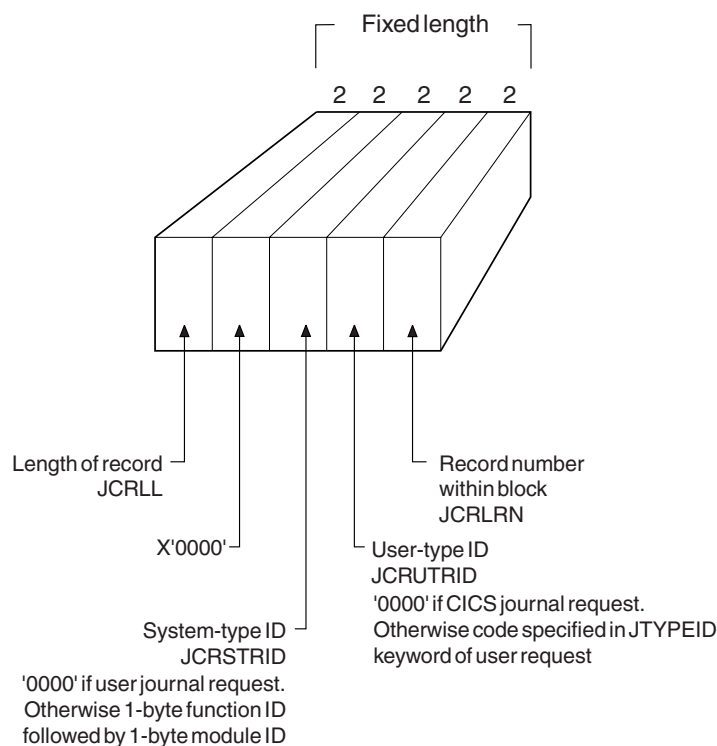 Fixed length
2 2 2 2 2
Length of record
JCRLL
X'0000'
System-type ID
JCRSTRID
'0000' if user journal request.
Otherwise 1-byte function ID
followed by 1-byte module ID
User-type ID
JCRUTRID
'0000' if CICS journal request.
Otherwise code specified in JTYPEID
keyword of user request
Record number
within block
JCRLRN